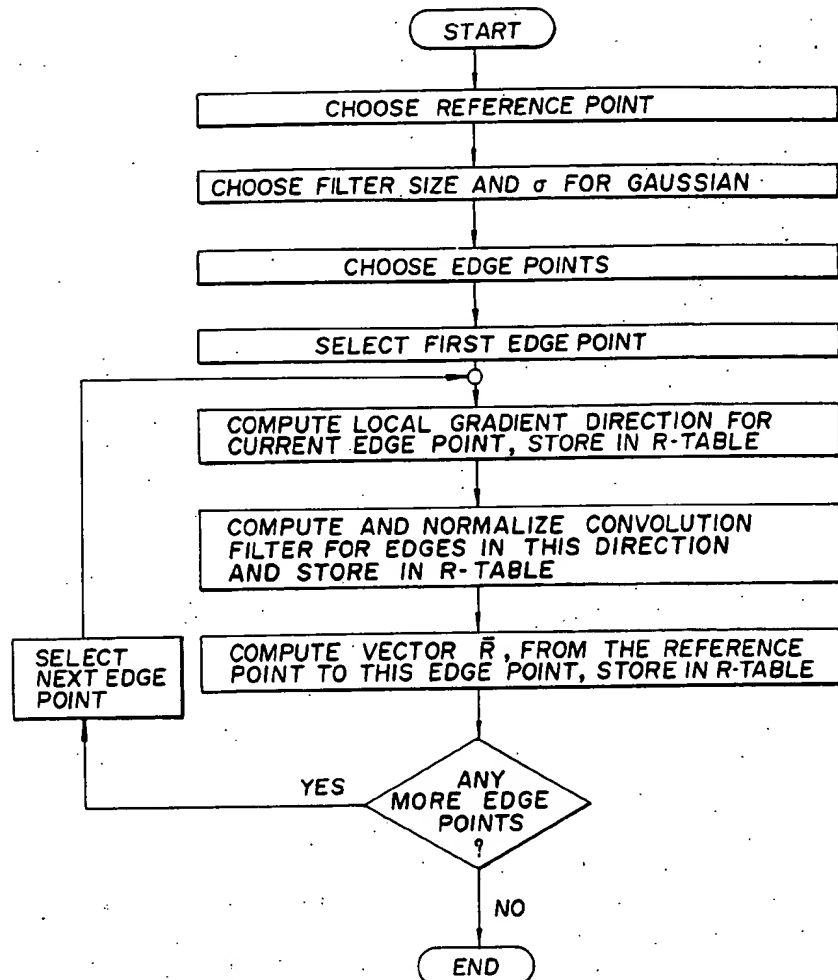 START
CHOOSE REFERENCE POINT
CHOOSE FILTER SIZE AND σ FOR GAUSSIAN
CHOOSE EDGE POINTS
SELECT FIRST EDGE POINT
COMPUTE LOCAL GRADIENT DIRECTION FOR
CURRENT EDGE POINT, STORE IN R-TABLE
COMPUTE AND NORMALIZE CONVOLUTION
FILTER FOR EDGES IN THIS DIRECTION
AND STORE IN R-TABLE
COMPUTE VECTOR R̄, FROM THE REFERENCE
POINT TO THIS EDGE POINT, STORE IN R-TABLE
SELECT
NEXT EDGE
POINT
YES
ANY
MORE EDGE
POINTS
?
NO
END